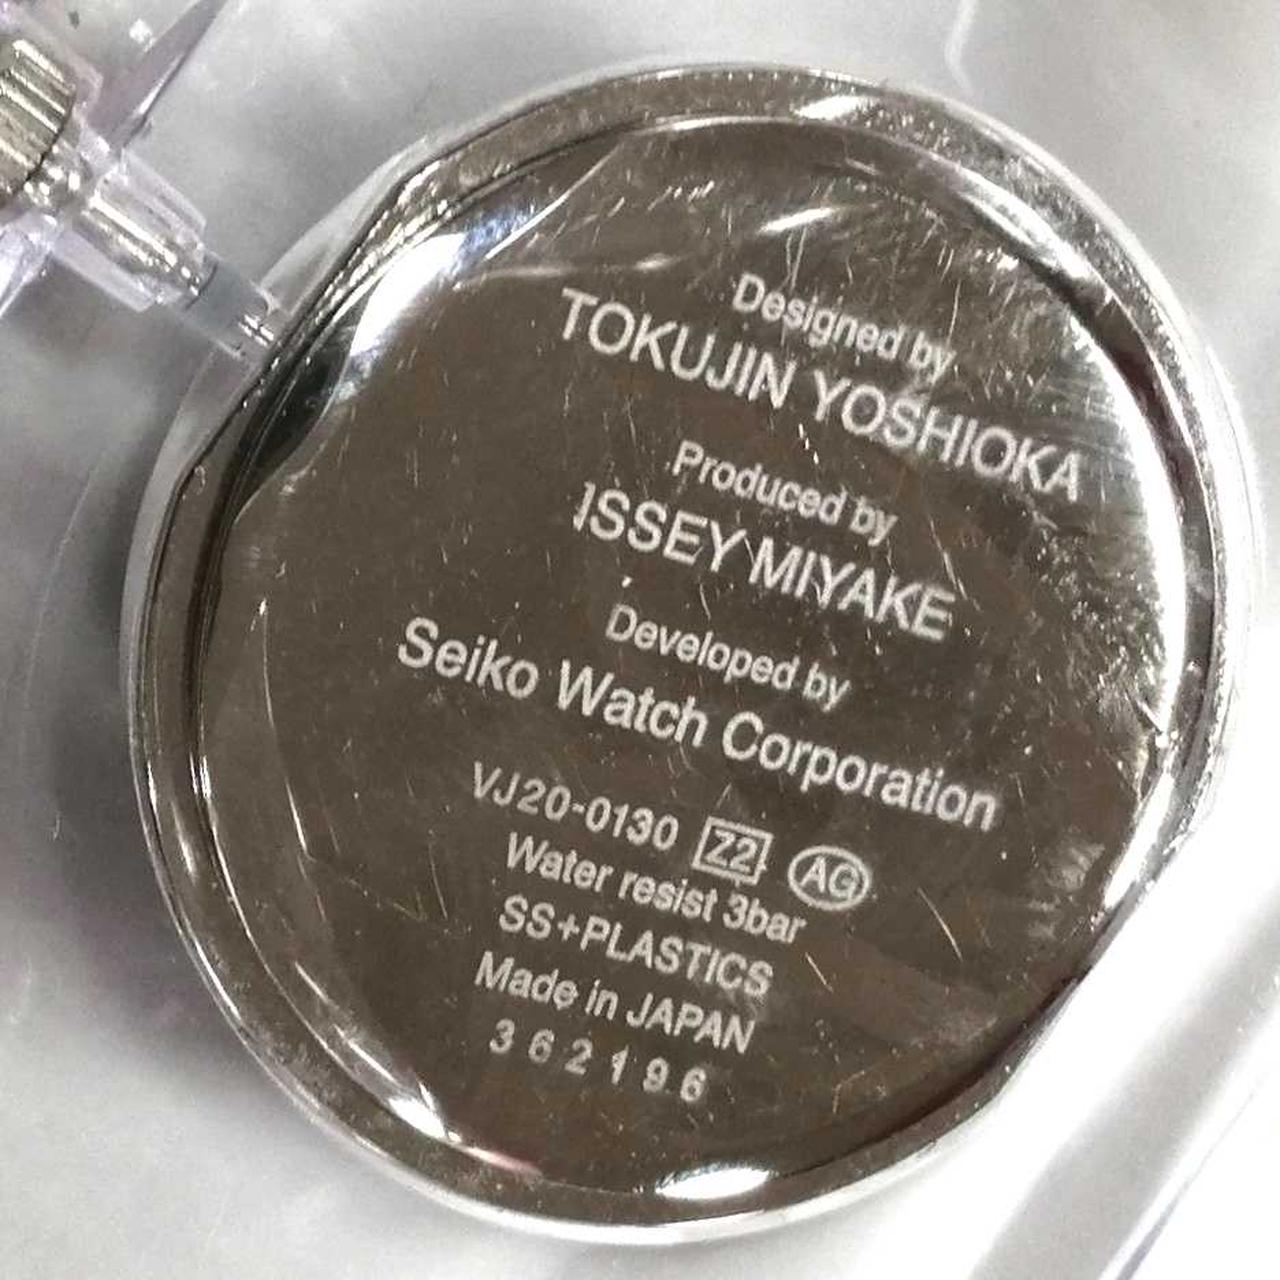 Designed by
TOKUJIN YOSHIOKA
Produced by
ISSEY MIYAKE
Developed by
Seiko Watch Corporation
VJ20-0130 Z2 AG
Water resist 3bar
SS+PLASTICS
Made in JAPAN
362196